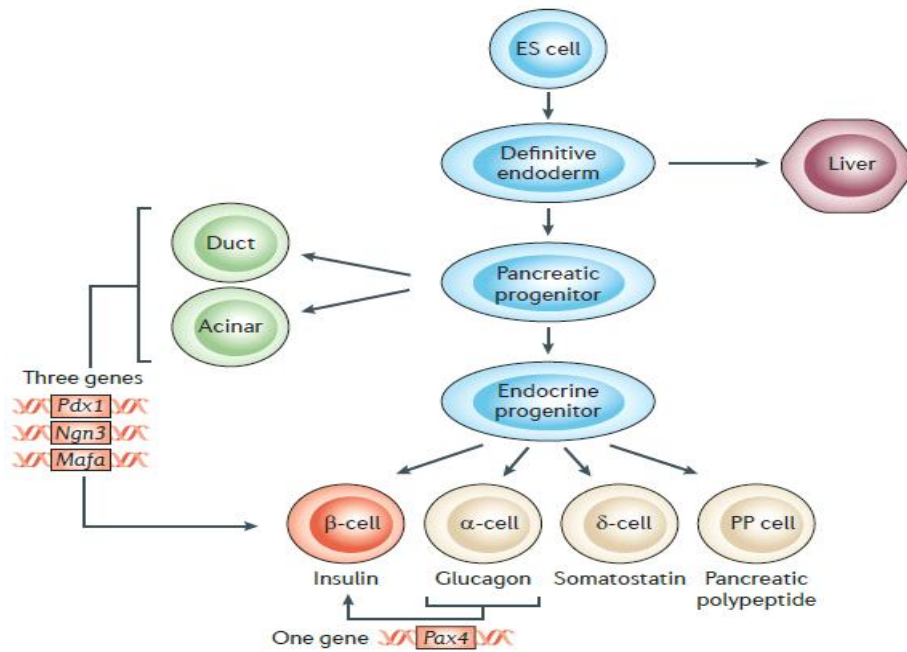 ES cell
Definitive
endoderm
Liver
Duct
Pancreatic
progenitor
Acinar
Three genes
Pdx1
Ngn3
Mafa
Endocrine
progenitor
β-cell
α-cell
δ-cell
PP cell
Insulin
Glucagon
Somatostatin
Pancreatic
polypeptide
One gene
Pax4